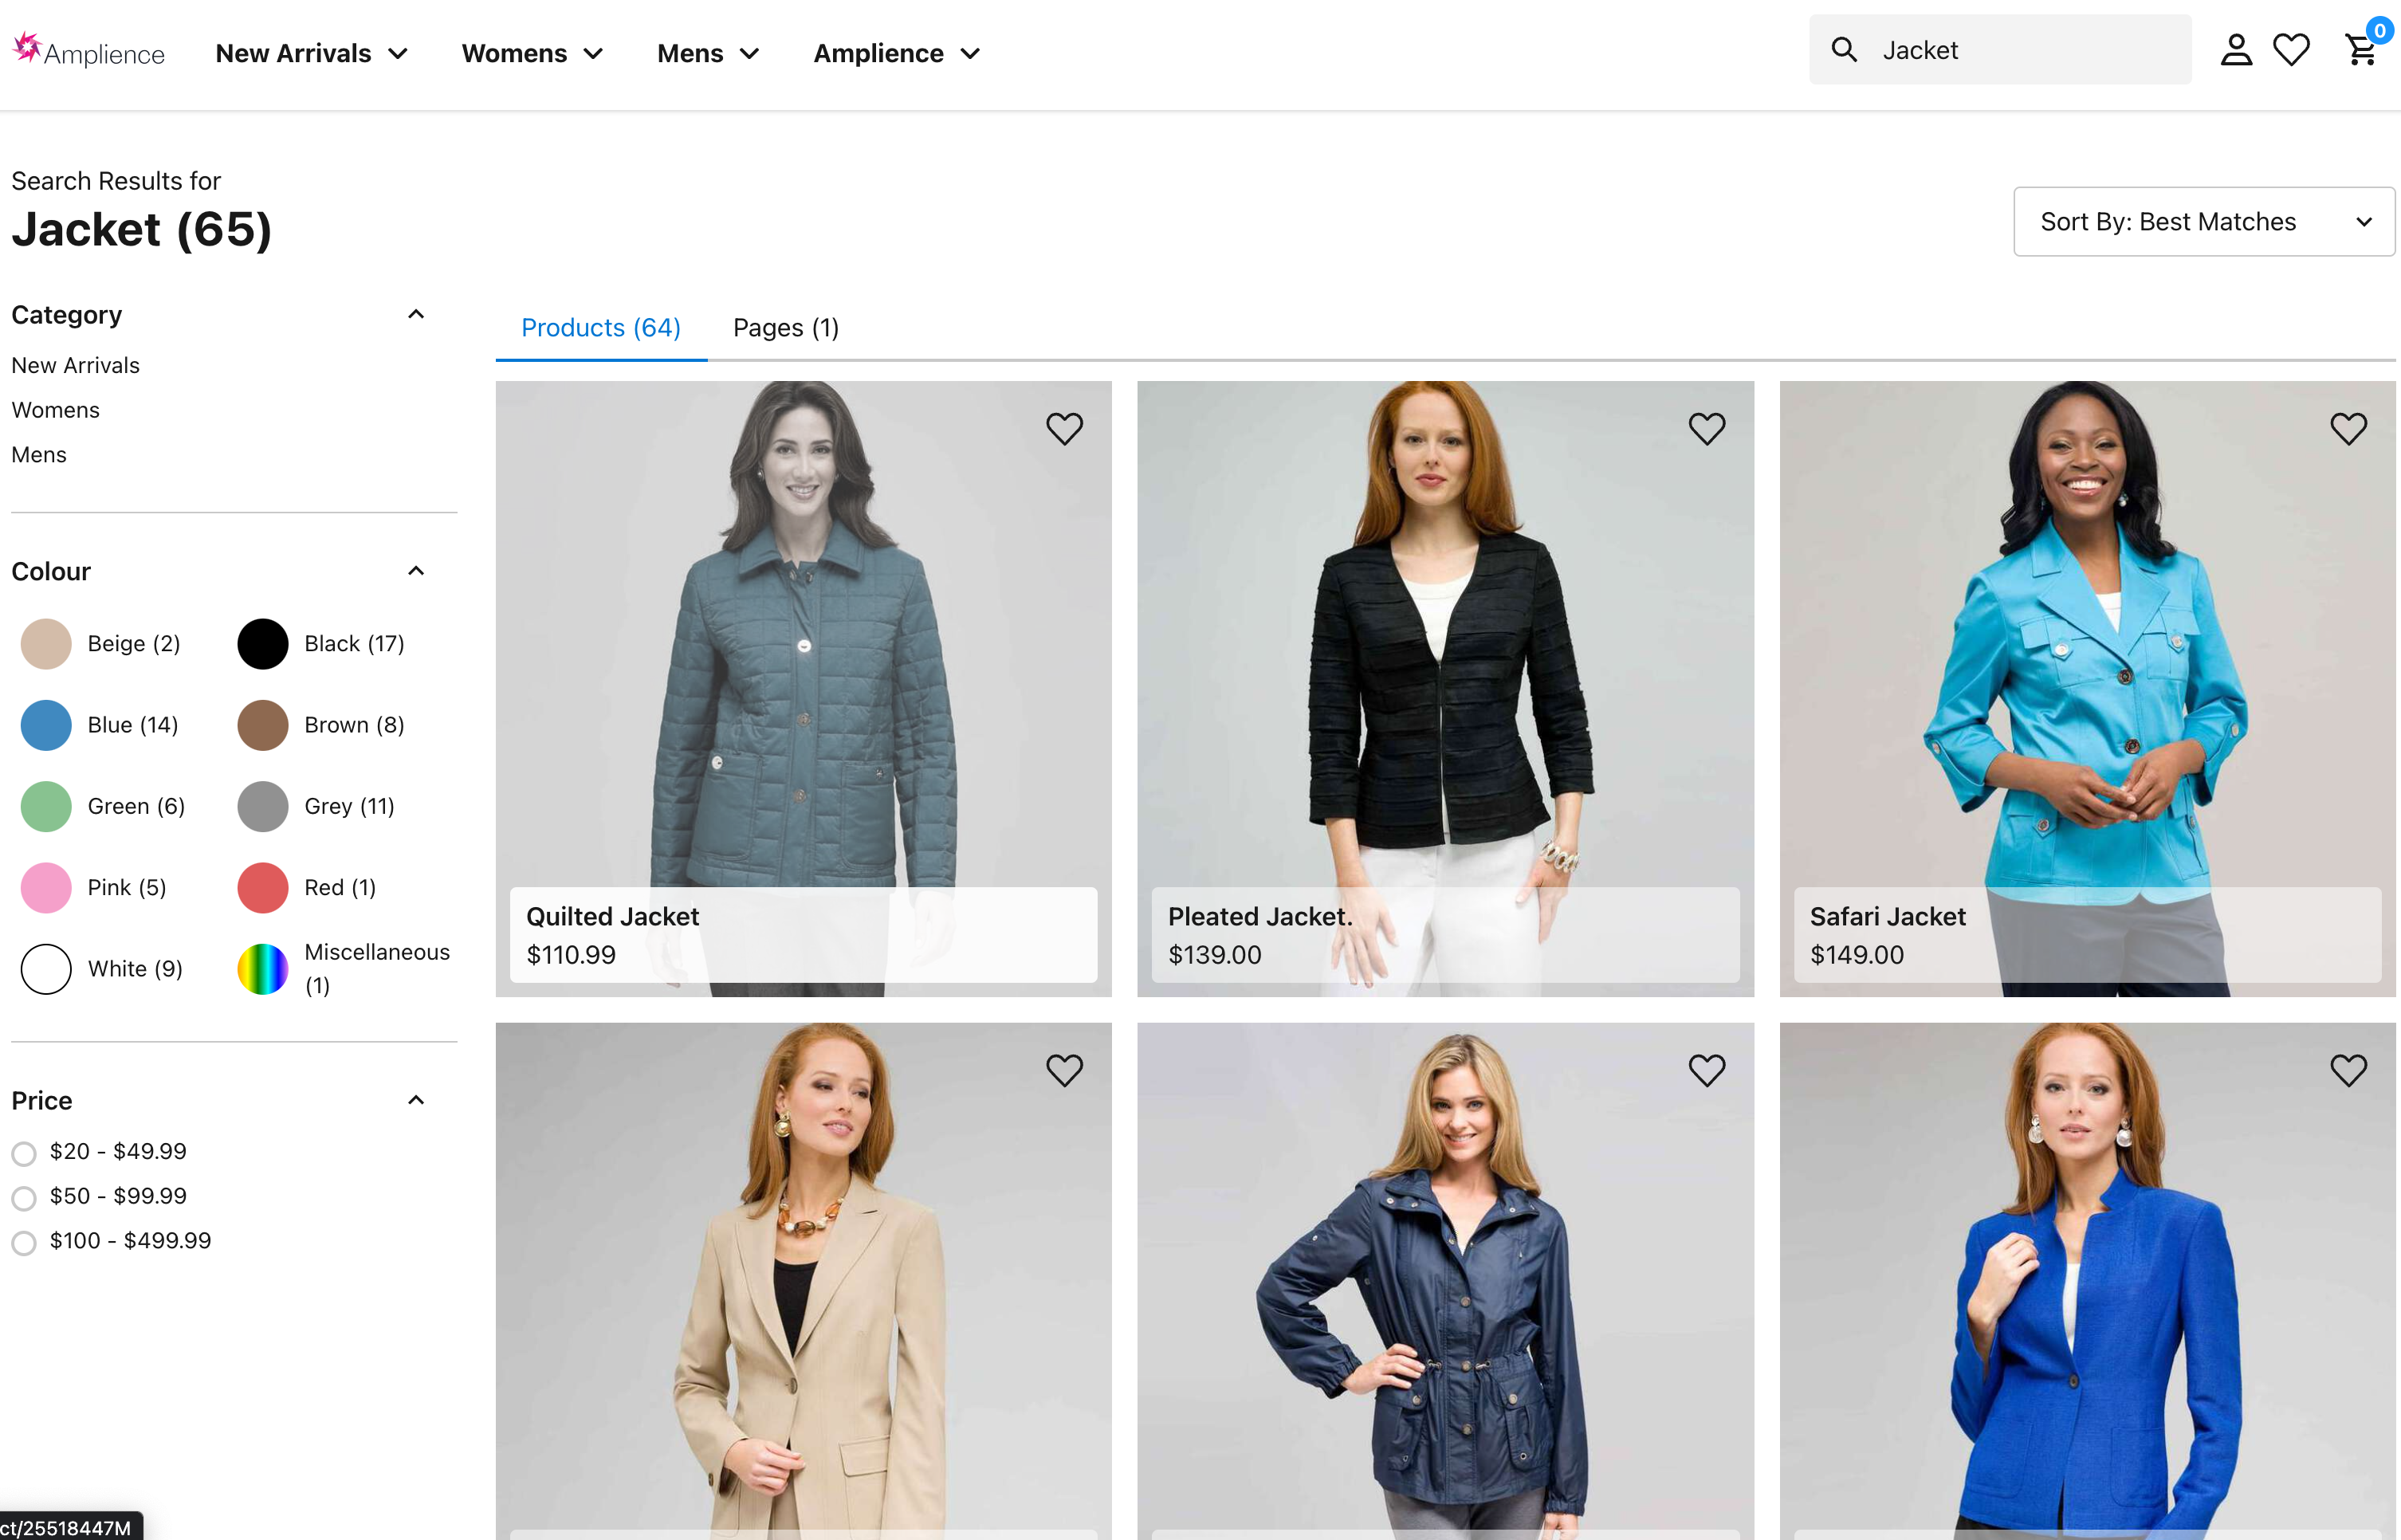 Amplience
New Arrivals
Womens
Mens
Amplience
Jacket
0
Search Results for
Jacket (65)
Sort By: Best Matches
Category
New Arrivals
Womens
Mens
Colour
Beige (2)
Black (17)
Blue (14)
Brown (8)
Green (6)
Grey (11)
Pink (5)
Red (1)
White (9)
Miscellaneous
(1)
Price
$20 - $49.99
$50 - $99.99
$100 - $499.99
Products (64)
Pages (1)
Quilted Jacket
$110.99
Pleated Jacket.
$139.00
Safari Jacket
$149.00
ct/25518447M